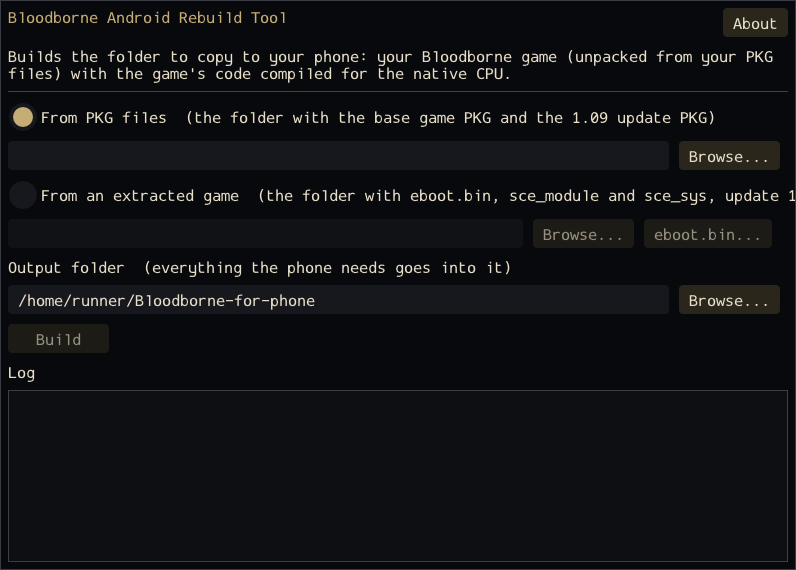 Bloodborne Android Rebuild Tool
About
Builds the folder to copy to your phone: your Bloodborne game (unpacked from your PKG
files) with the game's code compiled for the native CPU.
From PKG files  (the folder with the base game PKG and the 1.09 update PKG)
Browse...
From an extracted game  (the folder with eboot.bin, sce_module and sce_sys, update 1
Browse...
eboot.bin...
Output folder  (everything the phone needs goes into it)
/home/runner/Bloodborne-for-phone
Browse...
Build
Log